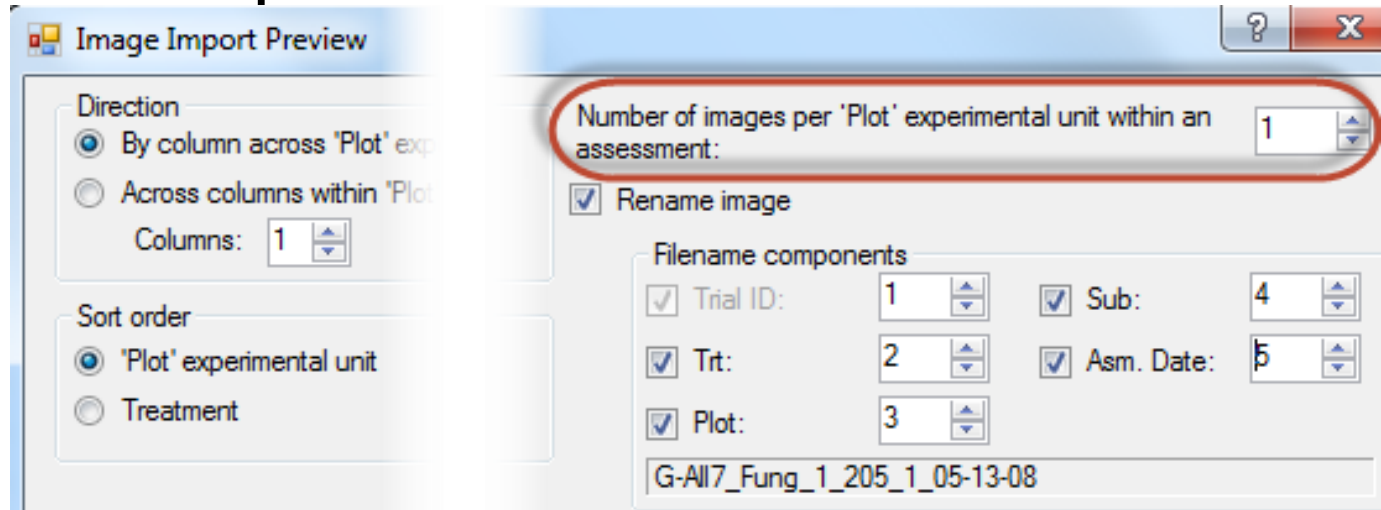 Image Import Preview
Direction
By column across 'Plot' exp
Across columns within 'Plot
Columns: 1
Sort order
'Plot' experimental unit
Treatment
Number of images per 'Plot' experimental unit within an 1
assessment:
Rename image
Filename components
Trial ID: 1 Sub: 4
Trt: 2 Asm. Date: 5
Plot: 3
G-All7_Fung_1_205_1_05-13-08